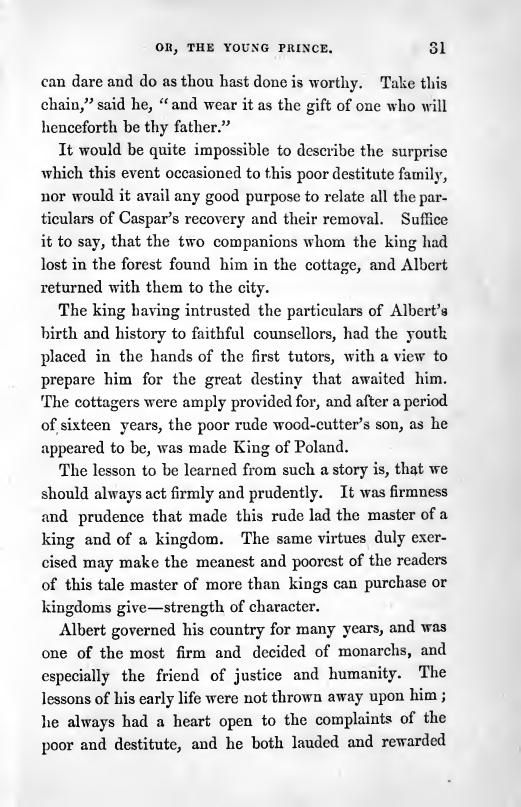 OR, THE YOUNG PRINCE. 31
can dare and do as thou hast done is worthy. Take this
chain,” said he, “ and wear it as the gift of one who will
henceforth be thy father.”
It would be quite impossible to describe the surprise
which this event occasioned to this poor destitute family,
nor would it avail any good purpose to relate all the par-
ticulars of Caspar’s recovery and their removal. Suffice
it to say, that the two companions whom the king had
lost in the forest found him in the cottage, and Albert
returned with them to the city.
The king having intrusted the particulars of Albert’s
birth and history to faithful counsellors, had the youth
placed in the hands of the first tutors, with a view to
prepare him for the great destiny that awaited him.
The cottagers were amply provided for, and after a period
of sixteen years, the poor rude wood-cutter’s son, as he
appeared to be, was made King of Poland.
The lesson to be learned from such a story is, that we
should always act firmly and prudently. It was firmness
and prudence that made this rude lad the master of a
king and of a kingdom. The same virtues duly exer-
cised may make the meanest and poorest of the readers
of this tale master of more than kings can purchase or
kingdoms give—strength of character.
Albert governed his country for many years, and was
one of the most firm and decided of monarchs, and
especially the friend of justice and humanity. The
lessons of his early life were not thrown away upon him ;
he always had a heart open to the complaints of the
poor and destitute, and he both lauded and rewarded